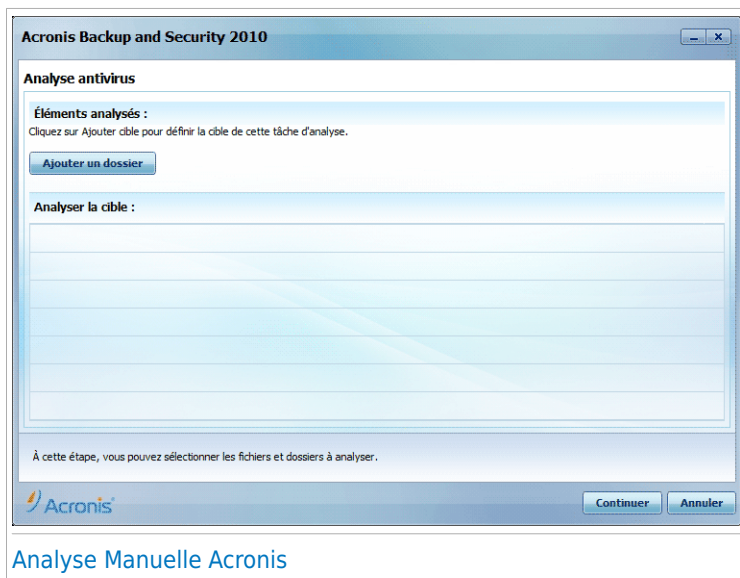 Acronis Backup and Security 2010
Analyse antivirus
Éléments analysés :
Cliquez sur Ajouter cible pour définir la cible de cette tâche d'analyse.
Ajouter un dossier
Analyser la cible :
À cette étape, vous pouvez sélectionner les fichiers et dossiers à analyser.
Acronis
Continuer
Annuler
Analyse Manuelle Acronis